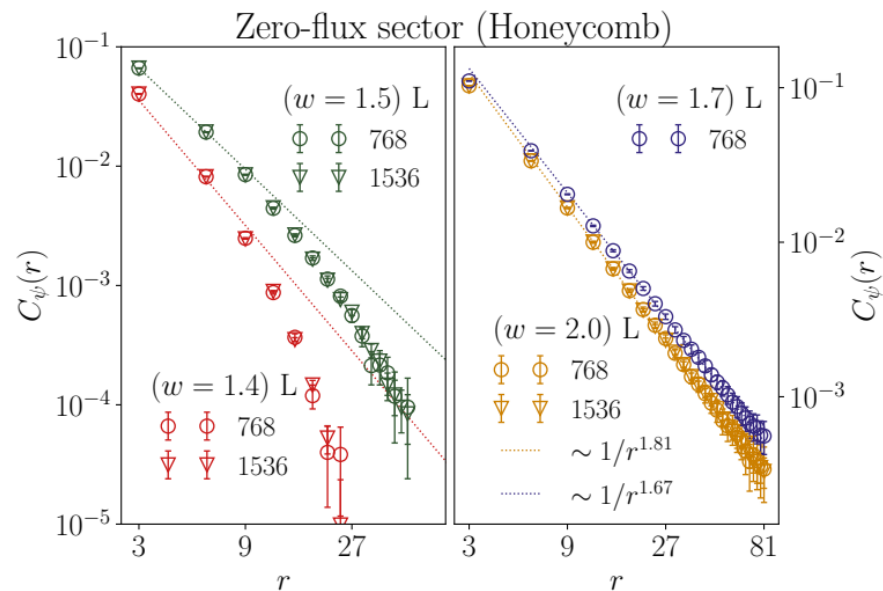 Zero-flux sector (Honeycomb)
C_ψ(r)
10^{-1}
10^{-2}
10^{-3}
10^{-4}
10^{-5}
(w = 1.5) L
768
1536
(w = 1.4) L
768
1536
3
9
27
r
(w = 1.7) L
768
(w = 2.0) L
768
1536
∼ 1/r^{1.81}
∼ 1/r^{1.67}
3
9
27
81
r
10^{-1}
10^{-2}
10^{-3}
C_ψ(r)